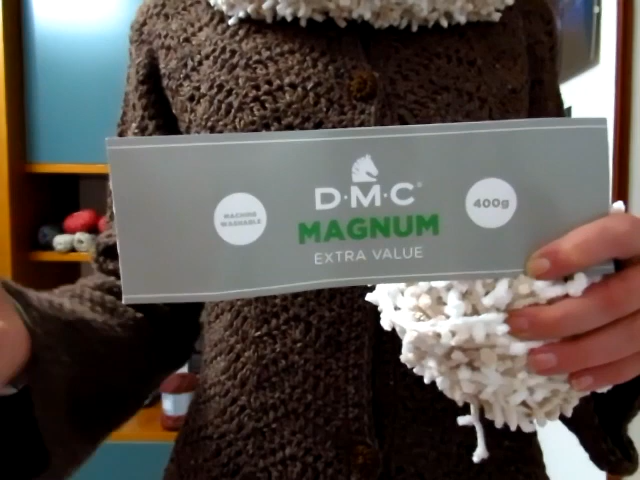 MACHINE
WASHABLE
D·M·C®
MAGNUM
EXTRA VALUE
400g